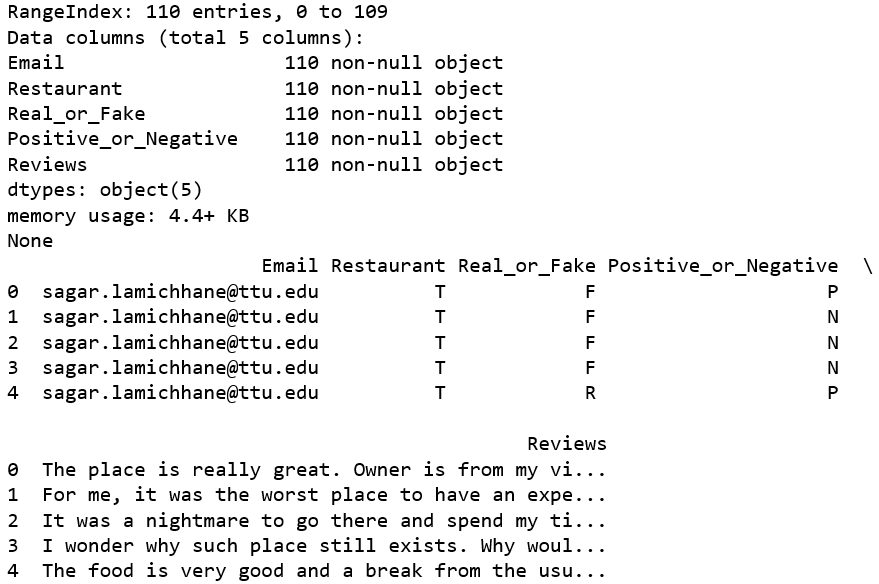 RangeIndex: 110 entries, 0 to 109
Data columns (total 5 columns):
Email                   110 non-null object
Restaurant              110 non-null object
Real_or_Fake            110 non-null object
Positive_or_Negative    110 non-null object
Reviews                 110 non-null object
dtypes: object(5)
memory usage: 4.4+ KB
None
                      Email Restaurant Real_or_Fake Positive_or_Negative  \
0  sagar.lamichhane@ttu.edu          T            F                    P
1  sagar.lamichhane@ttu.edu          T            F                    N
2  sagar.lamichhane@ttu.edu          T            F                    N
3  sagar.lamichhane@ttu.edu          T            F                    N
4  sagar.lamichhane@ttu.edu          T            R                    P
                                             Reviews
0  The place is really great. Owner is from my vi...
1  For me, it was the worst place to have an expe...
2  It was a nightmare to go there and spend my ti...
3  I wonder why such place still exists. Why woul...
4  The food is very good and a break from the usu...